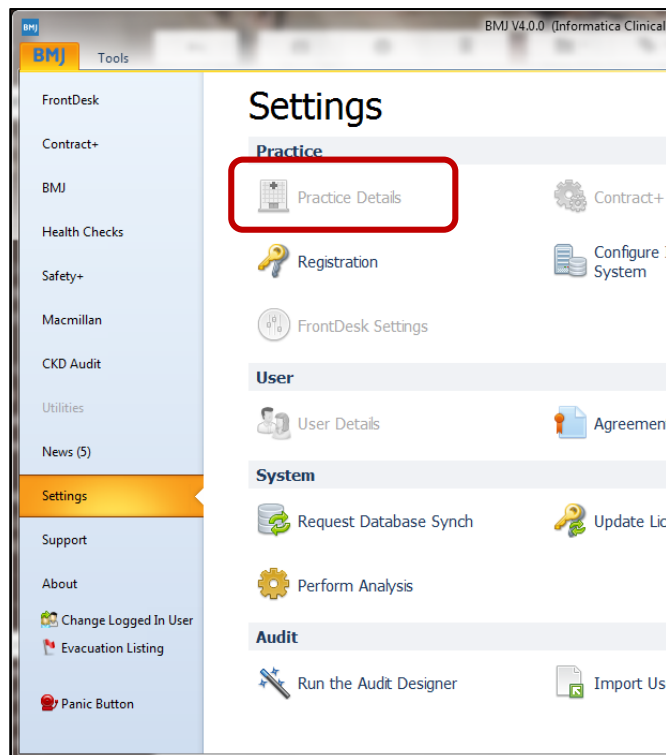 BMJ
BMJ V4.0.0 (Informatica Clinical
BMJ Tools
FrontDesk
Contract+
BMJ
Health Checks
Safety+
Macmillan
CKD Audit
Utilities
News (5)
Settings
Support
About
Change Logged In User
Evacuation Listing
Panic Button
Settings
Practice
Practice Details
Contract+
Registration
Configure
System
FrontDesk Settings
User
User Details
Agreemen
System
Request Database Synch
Update Lic
Perform Analysis
Audit
Run the Audit Designer
Import Us